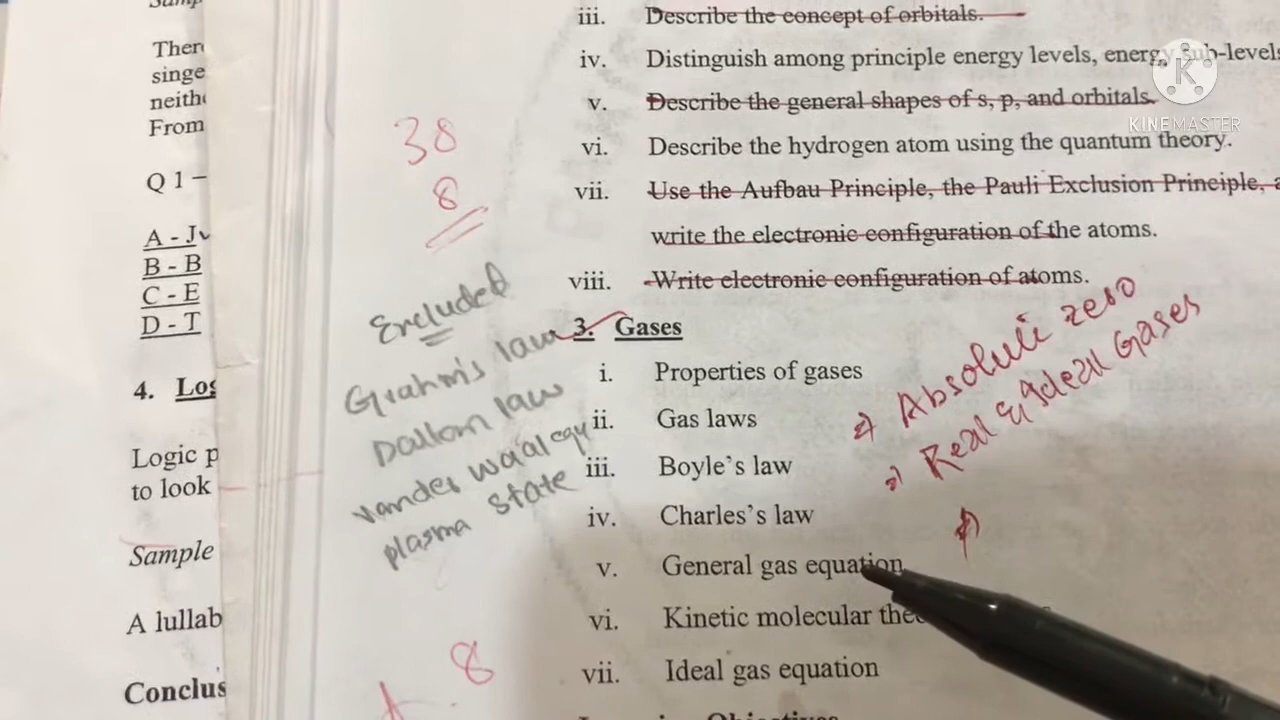 There
singe
neithe
From
Q 1 –
A - J
B - B
C - E
D - T
4. Log
Logic p
to look
Sample
A lullab
Conclus
38
8
Excluded
Grahm's law
Dalton law
vander waal equ
plasma state
8
iii. Describe the concept of orbitals.
iv. Distinguish among principle energy levels, energy sub-levels
v. Describe the general shapes of s, p, and orbitals.
vi. Describe the hydrogen atom using the quantum theory.
vii. Use the Aufbau Principle, the Pauli Exclusion Principle, a
write the electronic configuration of the atoms.
viii. Write electronic configuration of atoms.
3. Gases
i. Properties of gases
ii. Gas laws
iii. Boyle's law
iv. Charles's law
v. General gas equation
vi. Kinetic molecular
vii. Ideal gas equation
Absolute zero
Real & Ideal Gases
K
KINEMASTER